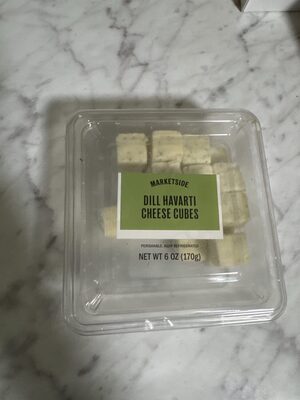 MARKETSIDE
DILL HAVARTI
CHEESE CUBES
PERISHABLE. KEEP REFRIGERATED
NET WT 6 OZ (170g)